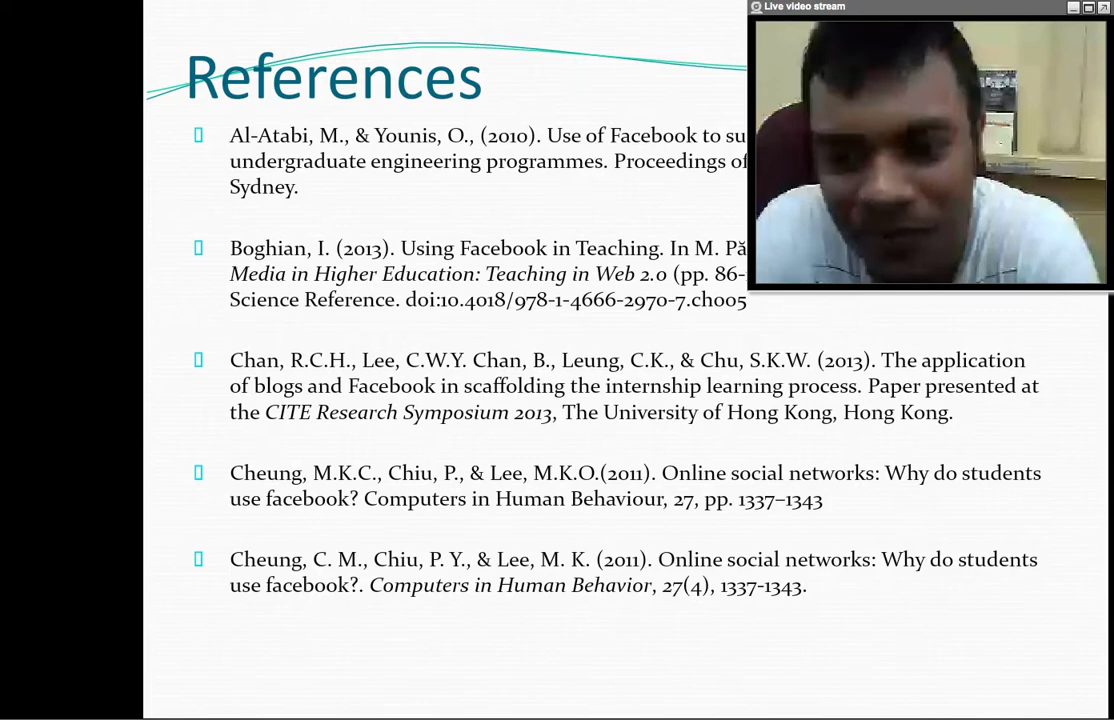 Live video stream
References
Al-Atabi, M., & Younis, O., (2010). Use of Facebook to su
undergraduate engineering programmes. Proceedings of
Sydney.
Boghian, I. (2013). Using Facebook in Teaching. In M. Pă
Media in Higher Education: Teaching in Web 2.0 (pp. 86-
Science Reference. doi:10.4018/978-1-4666-2970-7.ch005
Chan, R.C.H., Lee, C.W.Y. Chan, B., Leung, C.K., & Chu, S.K.W. (2013). The application
of blogs and Facebook in scaffolding the internship learning process. Paper presented at
the CITE Research Symposium 2013, The University of Hong Kong, Hong Kong.
Cheung, M.K.C., Chiu, P., & Lee, M.K.O.(2011). Online social networks: Why do students
use facebook? Computers in Human Behaviour, 27, pp. 1337–1343
Cheung, C. M., Chiu, P. Y., & Lee, M. K. (2011). Online social networks: Why do students
use facebook?. Computers in Human Behavior, 27(4), 1337-1343.